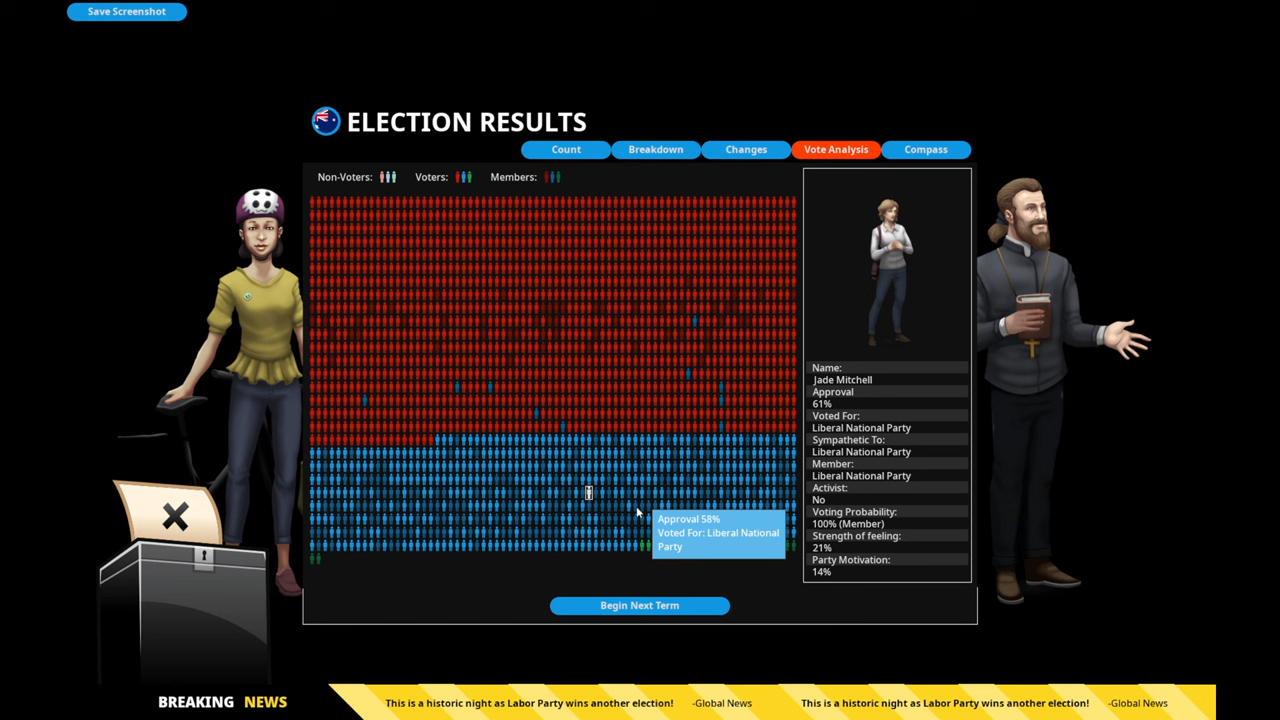 Save Screenshot
ELECTION RESULTS
Count Breakdown Changes Vote Analysis Compass
Non-Voters: Voters: Members:
Name:
Jade Mitchell
Approval
61%
Voted For:
Liberal National Party
Sympathetic To:
Liberal National Party
Member:
Liberal National Party
Activist:
No
Voting Probability:
100% (Member)
Strength of feeling:
21%
Party Motivation:
14%
Approval 58%
Voted For: Liberal National
Party
Begin Next Term
BREAKING NEWS
This is a historic night as Labor Party wins another election! -Global News
This is a historic night as Labor Party wins another election! -Global News